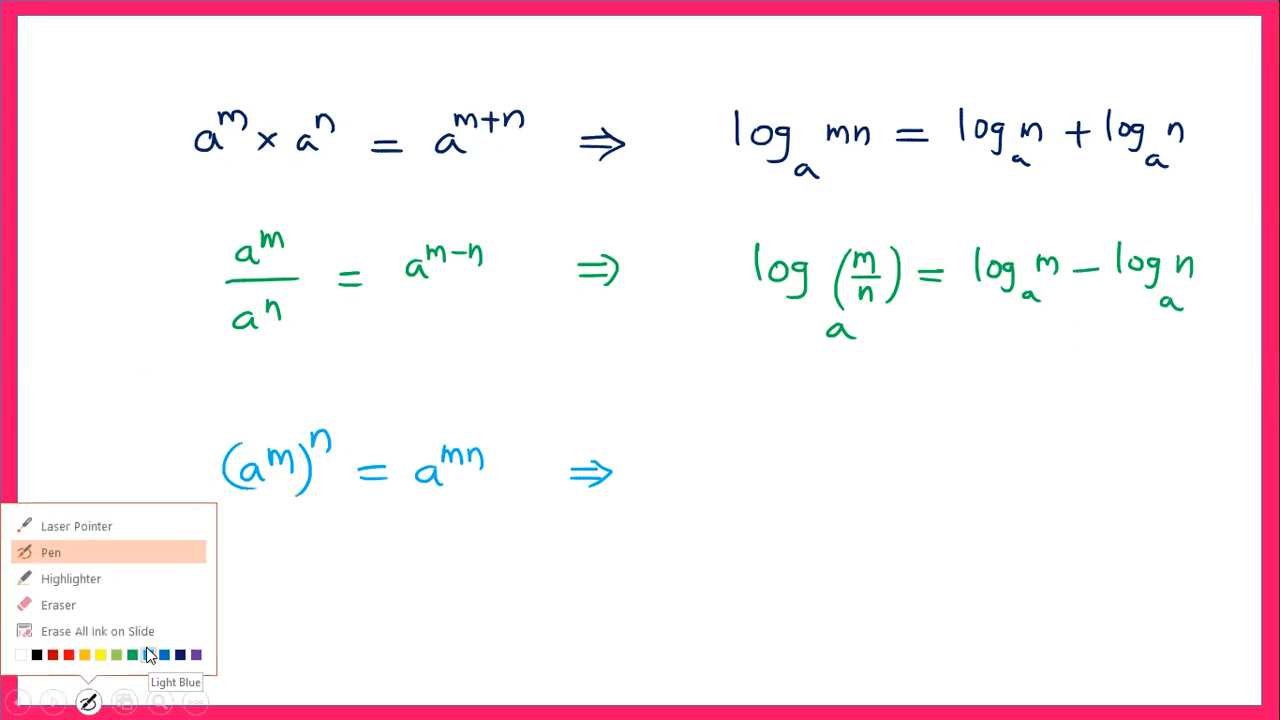 a^m × a^n = a^(m+n) ⇒ log_a mn = log_a m + log_a n
a^m / a^n = a^(m-n) ⇒ log_a (m/n) = log_a m - log_a n
(a^m)^n = a^(mn) ⇒
Laser Pointer
Pen
Highlighter
Eraser
Erase All Ink on Slide
Light Blue